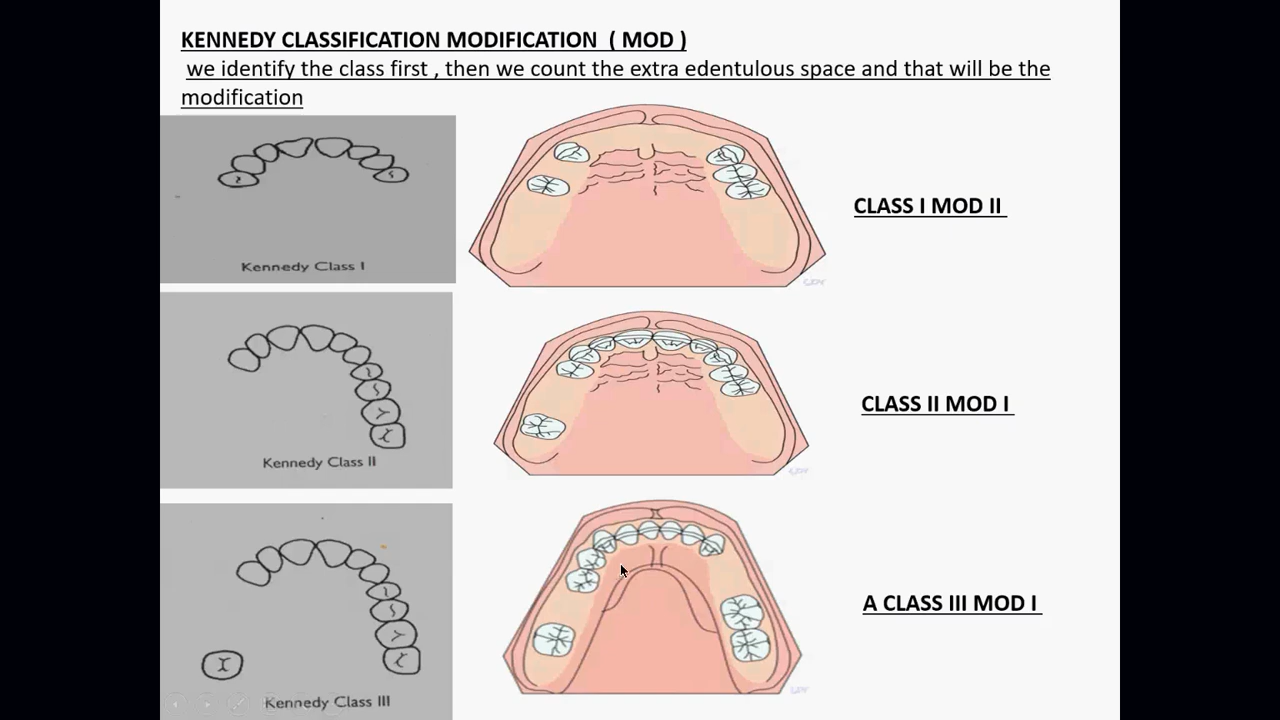 KENNEDY CLASSIFICATION MODIFICATION ( MOD )
we identify the class first , then we count the extra edentulous space and that will be the
modification
Kennedy Class I
CLASS I MOD II
Kennedy Class II
CLASS II MOD I
Kennedy Class III
A CLASS III MOD I